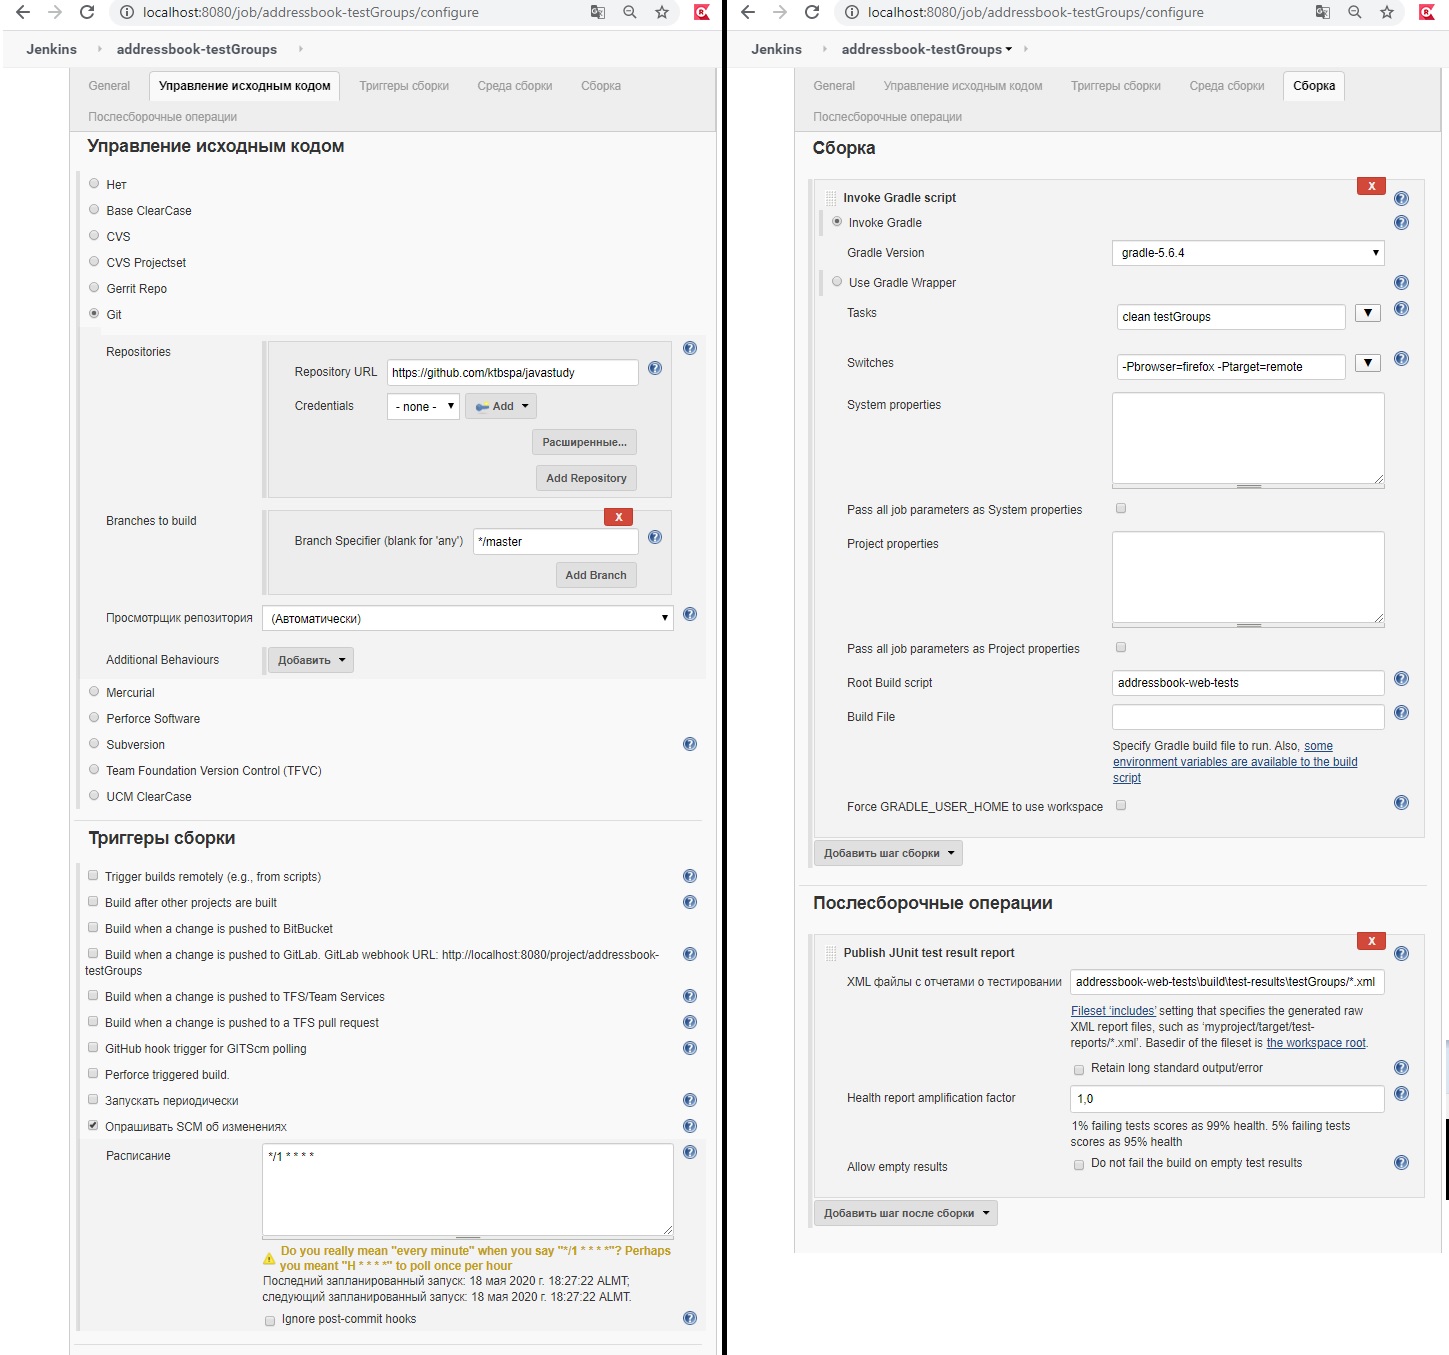 localhost:8080/job/addressbook-testGroups/configure
Jenkins addressbook-testGroups
General Управление исходным кодом Триггеры сборки Среда сборки Сборка
Послесборочные операции
Управление исходным кодом
Нет
Base ClearCase
CVS
CVS Projectset
Gerrit Repo
Git
Repositories
Repository URL https://github.com/ktbspa/javastudy
Credentials - none - Add
Расширенные...
Add Repository
Branches to build
X
Branch Specifier (blank for 'any') */master
Add Branch
Просмотрщик репозитория (Автоматически)
Additional Behaviours Добавить
Mercurial
Perforce Software
Subversion
Team Foundation Version Control (TFVC)
UCM ClearCase
Триггеры сборки
Trigger builds remotely (e.g., from scripts)
Build after other projects are built
Build when a change is pushed to BitBucket
Build when a change is pushed to GitLab. GitLab webhook URL: http://localhost:8080/project/addressbook-
testGroups
Build when a change is pushed to TFS/Team Services
Build when a change is pushed to a TFS pull request
GitHub hook trigger for GITScm polling
Perforce triggered build.
Запускать периодически
Опрашивать SCM об изменениях
Расписание */1 * * * *
Do you really mean "every minute" when you say "*/1 * * * *"? Perhaps
you meant "H * * * *" to poll once per hour
Последний запланированный запуск: 18 мая 2020 г. 18:27:22 ALMT;
следующий запланированный запуск: 18 мая 2020 г. 18:27:22 ALMT.
Ignore post-commit hooks
localhost:8080/job/addressbook-testGroups/configure
Jenkins addressbook-testGroups
General Управление исходным кодом Триггеры сборки Среда сборки Сборка
Послесборочные операции
Сборка
X
Invoke Gradle script
Invoke Gradle
Gradle Version gradle-5.6.4
Use Gradle Wrapper
Tasks clean testGroups
Switches -Pbrowser=firefox -Ptarget=remote
System properties
Pass all job parameters as System properties
Project properties
Pass all job parameters as Project properties
Root Build script addressbook-web-tests
Build File
Specify Gradle build file to run. Also, some
environment variables are available to the build
script
Force GRADLE_USER_HOME to use workspace
Добавить шаг сборки
Послесборочные операции
X
Publish JUnit test result report
XML файлы с отчетами о тестировании addressbook-web-tests\build\test-results\testGroups/*.xml
Fileset ‘includes’ setting that specifies the generated raw
XML report files, such as ‘myproject/target/test-
reports/*.xml’. Basedir of the fileset is the workspace root.
Retain long standard output/error
Health report amplification factor 1,0
1% failing tests scores as 99% health. 5% failing tests
scores as 95% health
Allow empty results Do not fail the build on empty test results
Добавить шаг после сборки